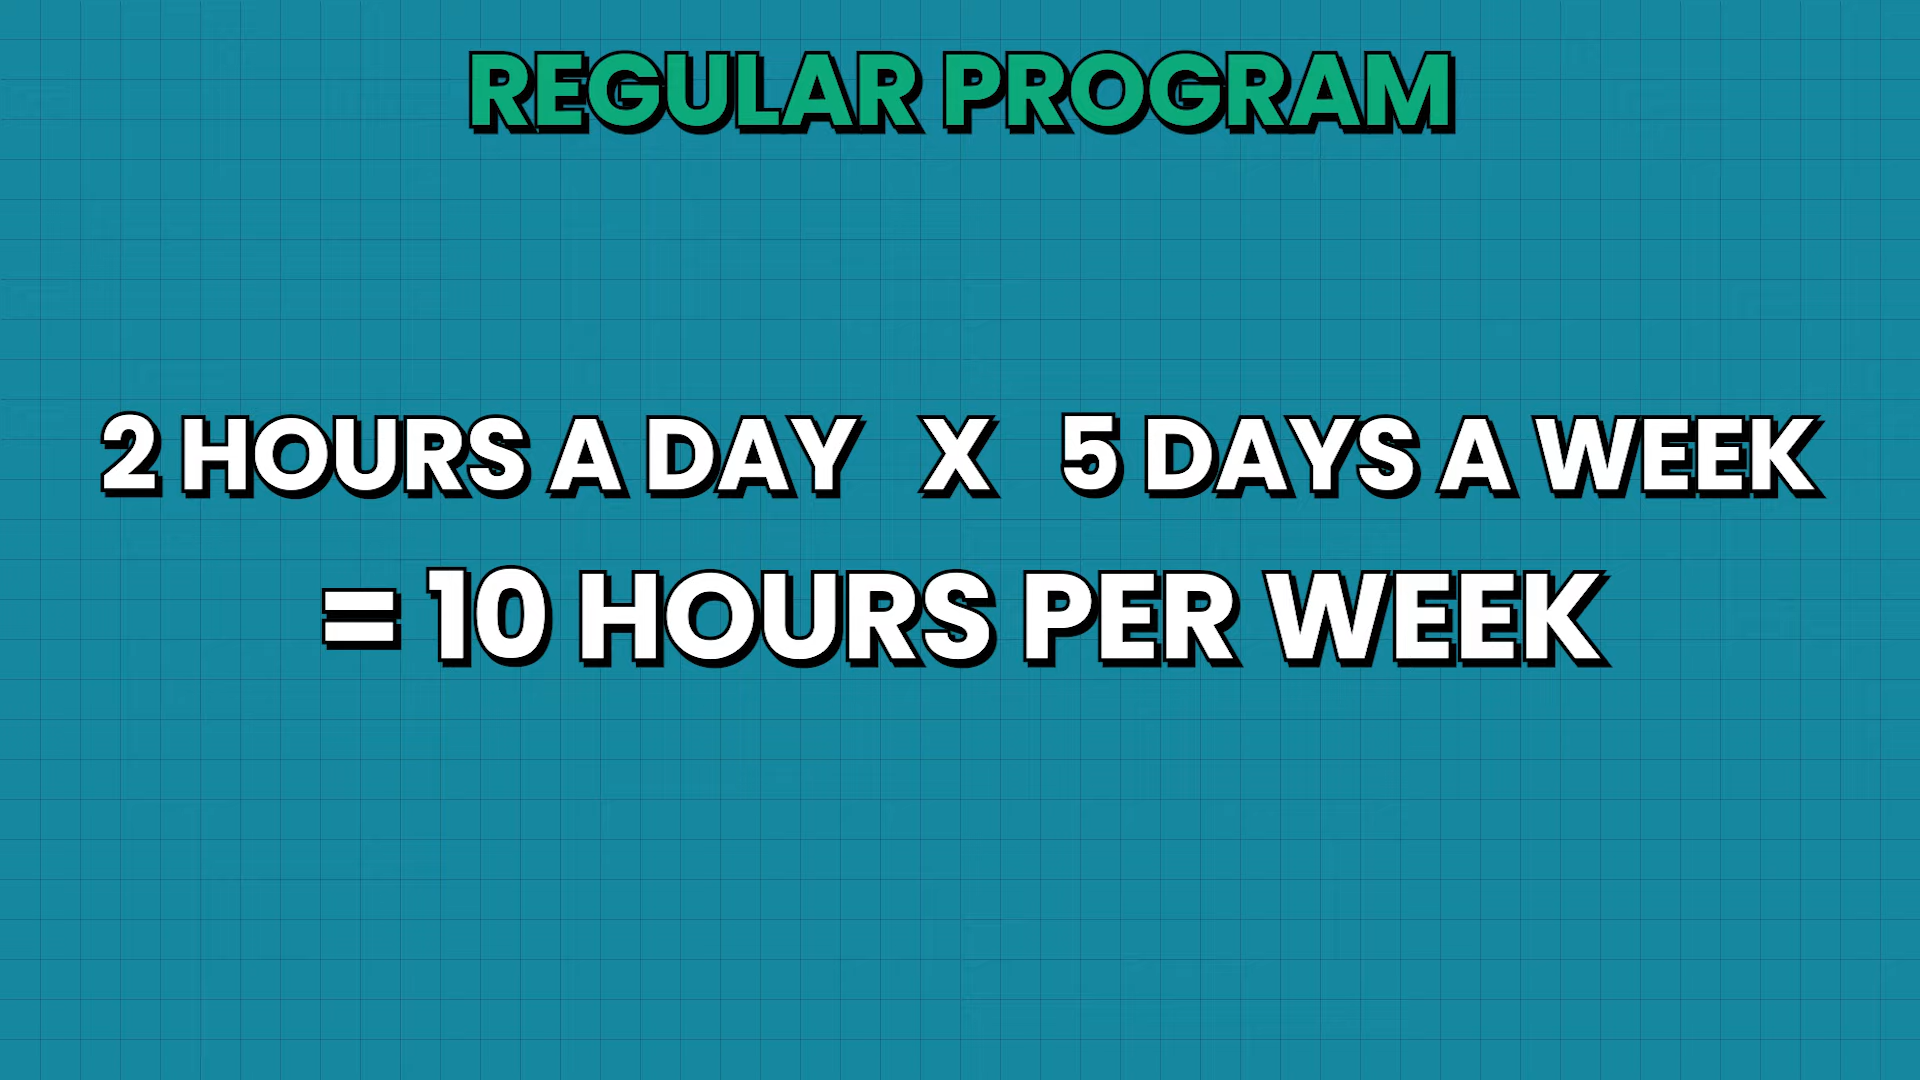 REGULAR PROGRAM
2 HOURS A DAY X 5 DAYS A WEEK
= 10 HOURS PER WEEK